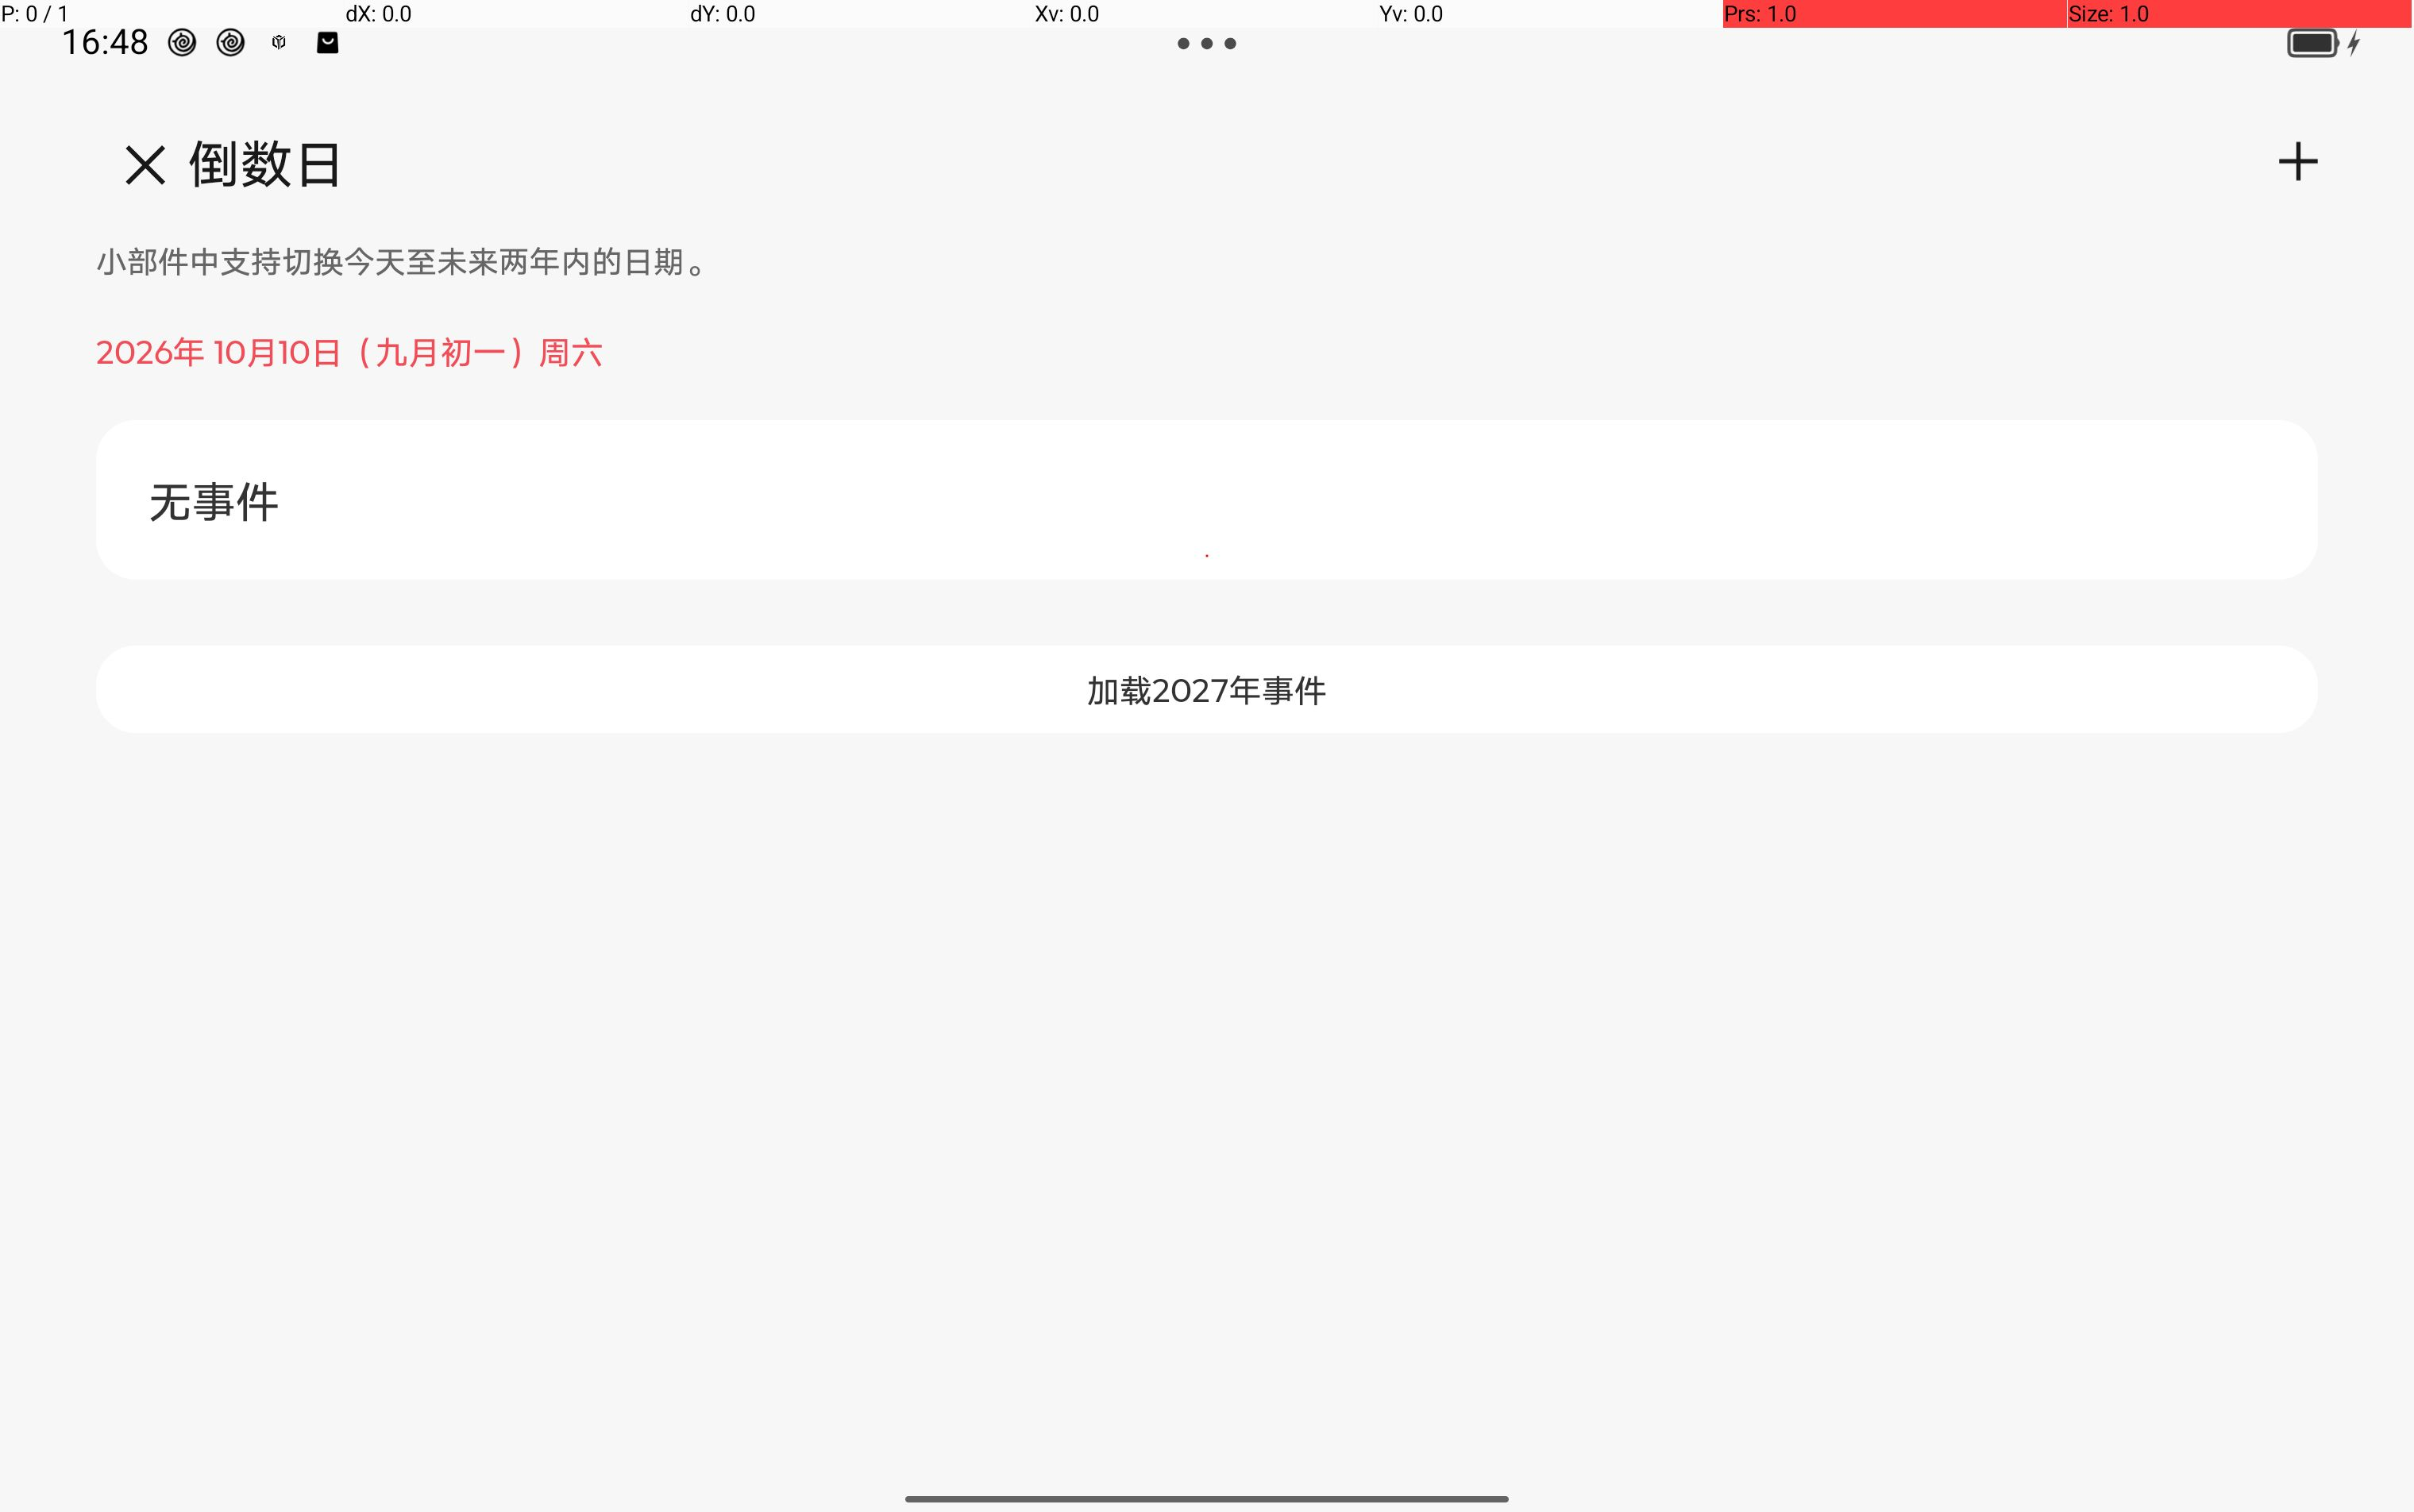 P: 0 / 1 dX: 0.0 dY: 0.0 Xv: 0.0 Yv: 0.0 Prs: 1.0 Size: 1.0
16:48
倒数日
小部件中支持切换今天至未来两年内的日期。
2026年 10月10日（九月初一）周六
无事件
加载2027年事件